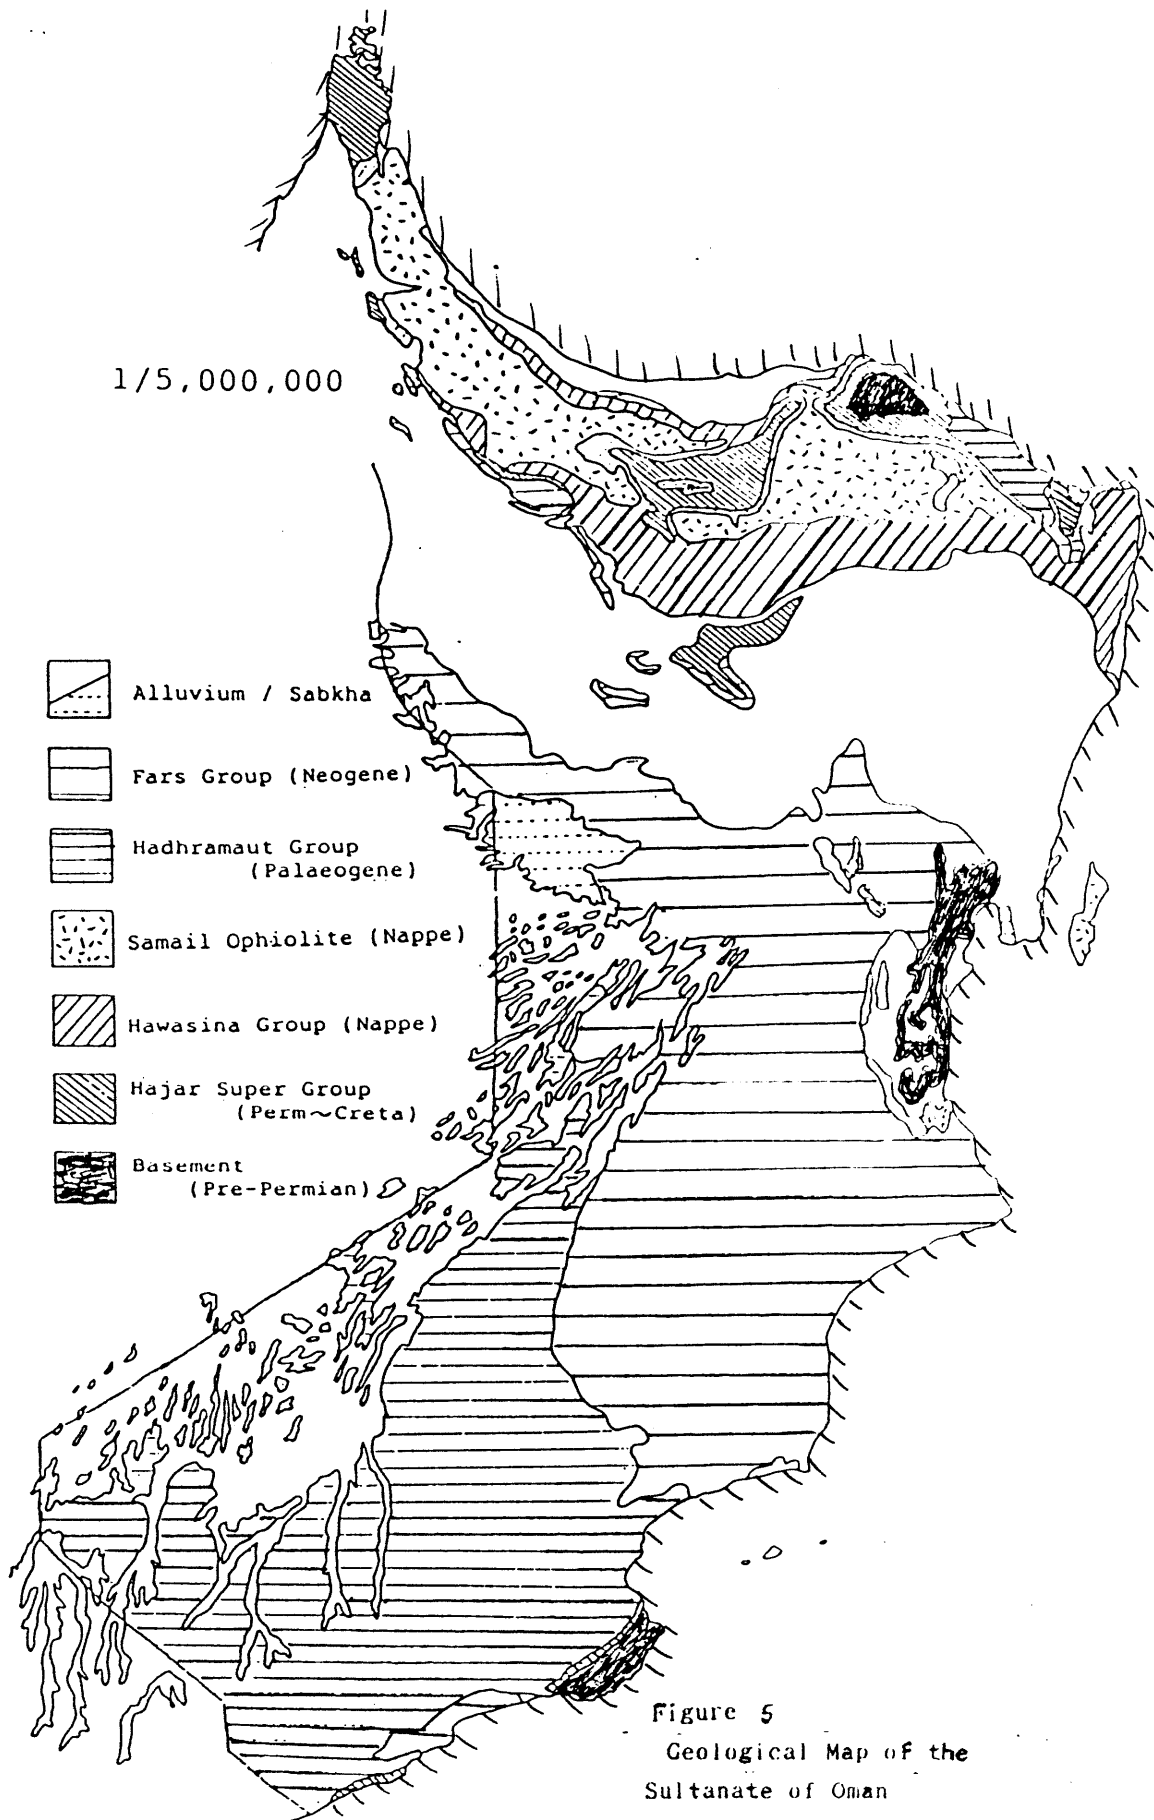 1/5,000,000
Alluvium / Sabkha
Fars Group (Neogene)
Hadhramaut Group
(Palaeogene)
Samail Ophiolite (Nappe)
Hawasina Group (Nappe)
Hajar Super Group
(Perm～Creta)
Basement
(Pre-Permian)
Figure 5
Geological Map of the
Sultanate of Oman